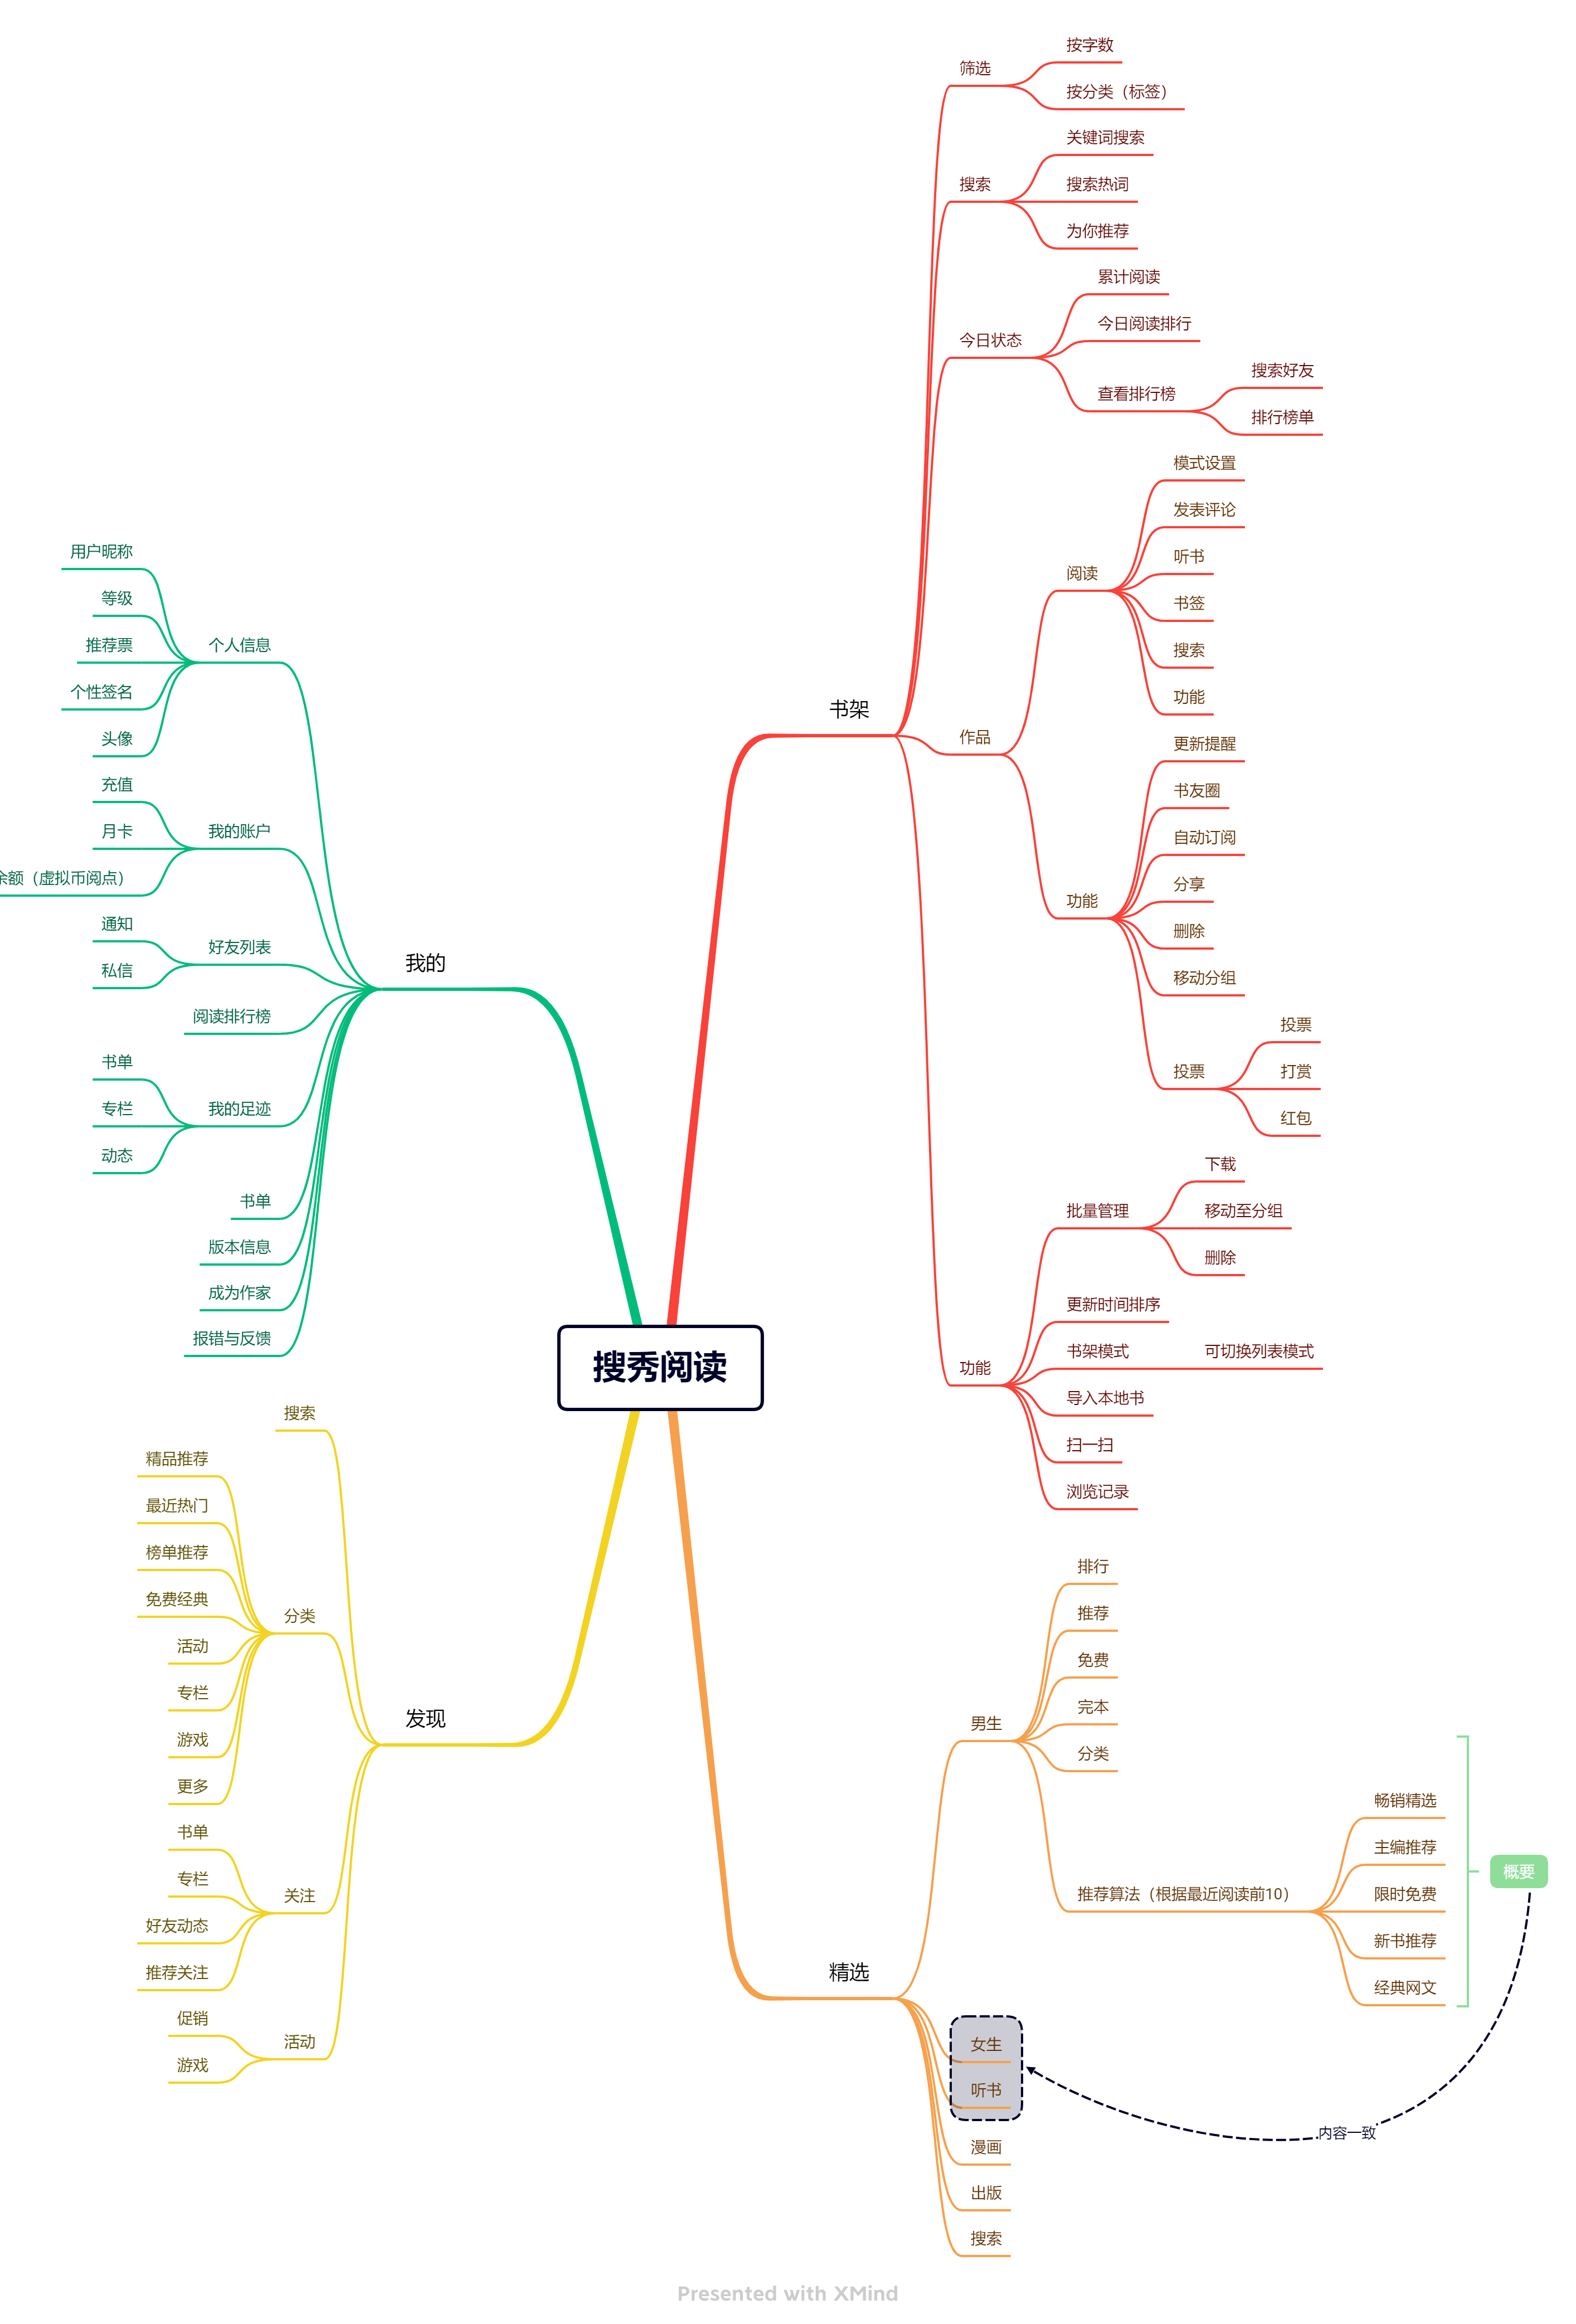 搜秀阅读
书架
筛选
按字数
按分类（标签）
搜索
关键词搜索
搜索热词
为你推荐
今日状态
累计阅读
今日阅读排行
查看排行榜
搜索好友
排行榜单
作品
阅读
模式设置
发表评论
听书
书签
搜索
功能
功能
更新提醒
书友圈
自动订阅
分享
删除
移动分组
投票
投票
打赏
红包
功能
批量管理
下载
移动至分组
删除
更新时间排序
书架模式
可切换列表模式
导入本地书
扫一扫
浏览记录
精选
男生
排行
推荐
免费
完本
分类
推荐算法（根据最近阅读前10）
畅销精选
主编推荐
限时免费
新书推荐
经典网文
概要
内容一致
女生
听书
漫画
出版
搜索
我的
个人信息
用户昵称
等级
推荐票
个性签名
头像
我的账户
充值
月卡
余额（虚拟币阅点）
好友列表
通知
私信
阅读排行榜
我的足迹
书单
专栏
动态
书单
版本信息
成为作家
报错与反馈
发现
搜索
分类
精品推荐
最近热门
榜单推荐
免费经典
活动
专栏
游戏
更多
关注
书单
专栏
好友动态
推荐关注
活动
促销
游戏
Presented with XMind